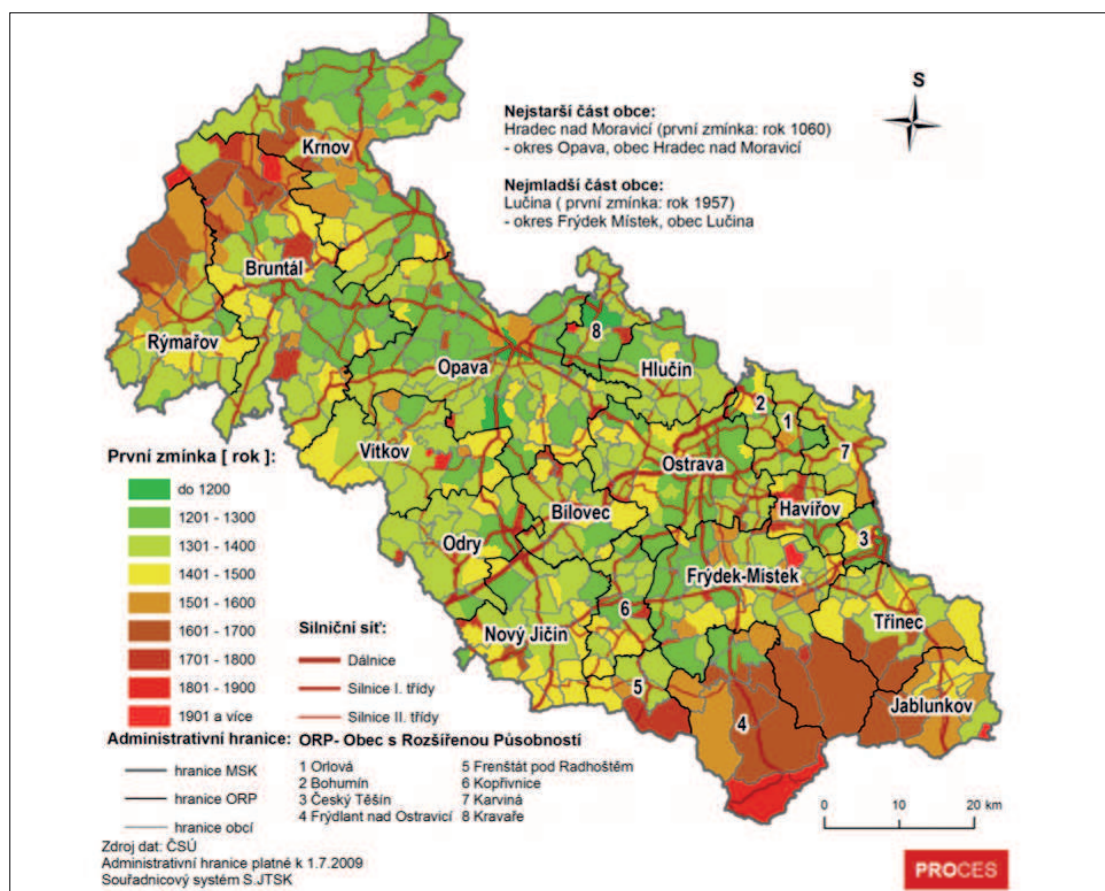 S
Nejstarší část obce:
Hradec nad Moravicí (první zmínka: rok 1060)
- okres Opava, obec Hradec nad Moravicí
Nejmladší část obce:
Lučina ( první zmínka: rok 1957)
- okres Frýdek Místek, obec Lučina
Krnov
Bruntál
Rýmařov
Opava
8
Hlučín
2
1
7
Vítkov
Ostrava
Havířov
Bílovec
3
Odry
Frýdek-Místek
6
Nový Jičín
Třinec
5
4
Jablunkov
První zmínka [ rok ]:
do 1200
1201 - 1300
1301 - 1400
1401 - 1500
1501 - 1600
1601 - 1700
1701 - 1800
1801 - 1900
1901 a více
Silniční síť:
Dálnice
Silnice I. třídy
Silnice II. třídy
Administrativní hranice:
hranice MSK
hranice ORP
hranice obcí
ORP- Obec s Rozšířenou Působností
1 Orlová
2 Bohumín
3 Český Těšín
4 Frýdlant nad Ostravicí
5 Frenštát pod Radhoštěm
6 Kopřivnice
7 Karviná
8 Kravaře
0 10 20 km
Zdroj dat: ČSÚ
Administrativní hranice platné k 1.7.2009
Souřadnicový systém S.JTSK
PROCES